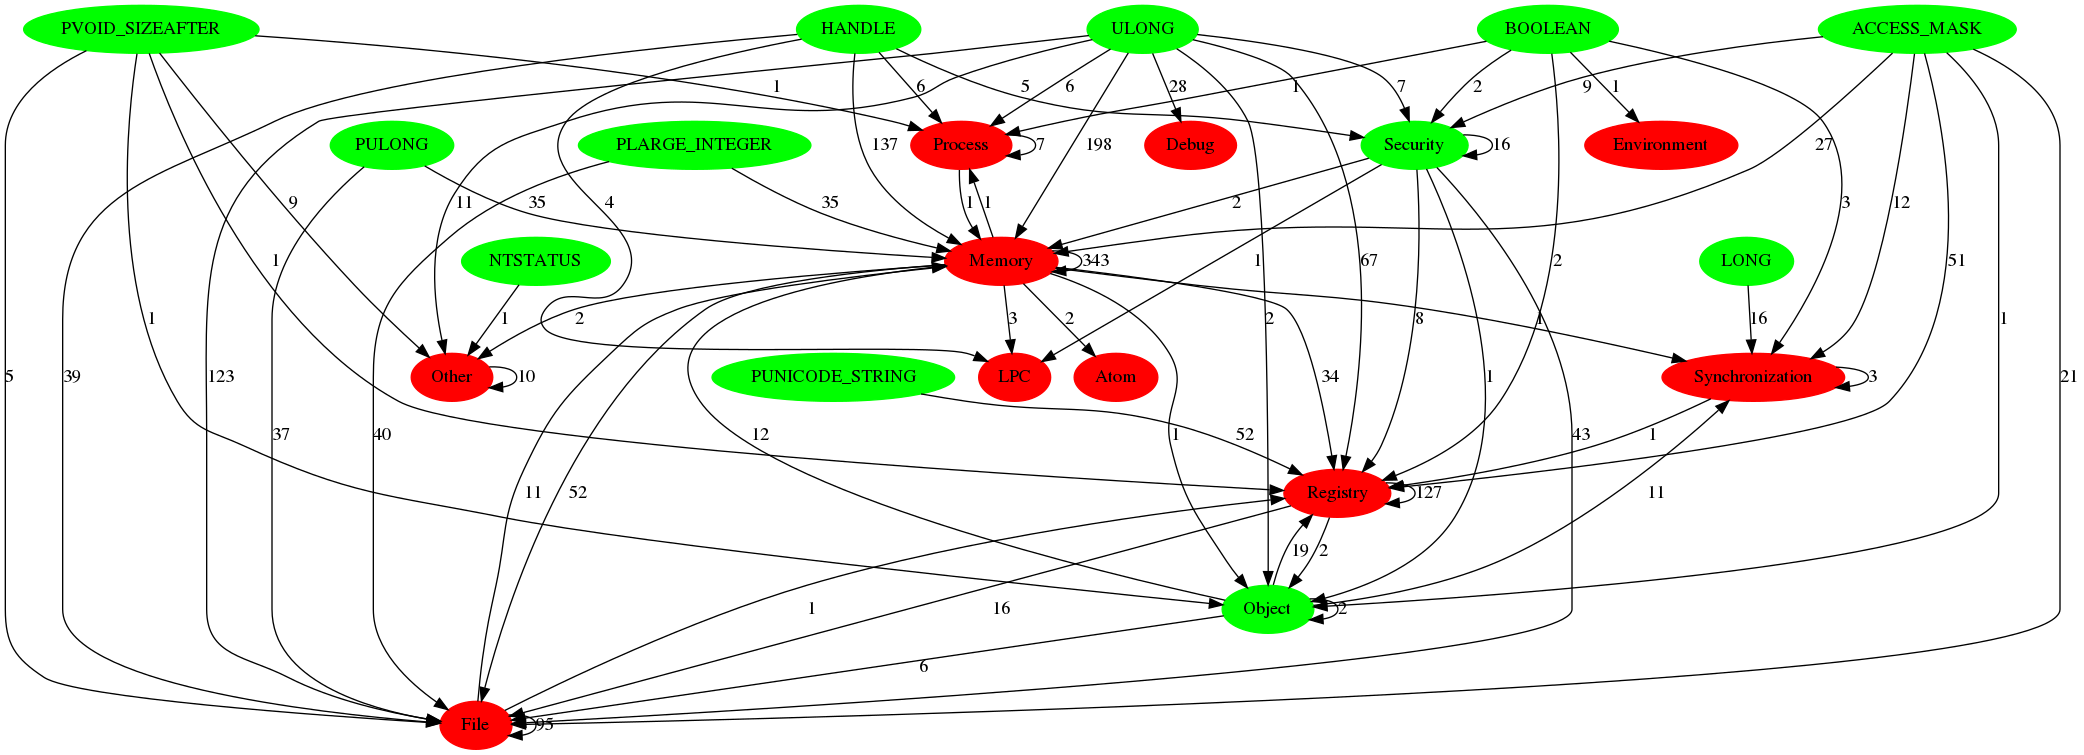 PVOID_SIZEAFTER HANDLE ULONG BOOLEAN ACCESS_MASK
1 6 5 6 28 7 1 2 1 9
PULONG PLARGE_INTEGER Process 7 Debug Security 16 Environment
137 198 27
9 11 35 4 35 1 1 2 3 12
1 NTSTATUS Memory 343 1 67 2 LONG 51
1 1 2 3 2 8 1 16 2 1
5 39 123 Other 10 PUNICODE_STRING LPC Atom 34 1 Synchronization 3 21
37 40 12 1 52 43 1
11 52 Registry 127 11
19 2
1 16 Object 2
6
File 95